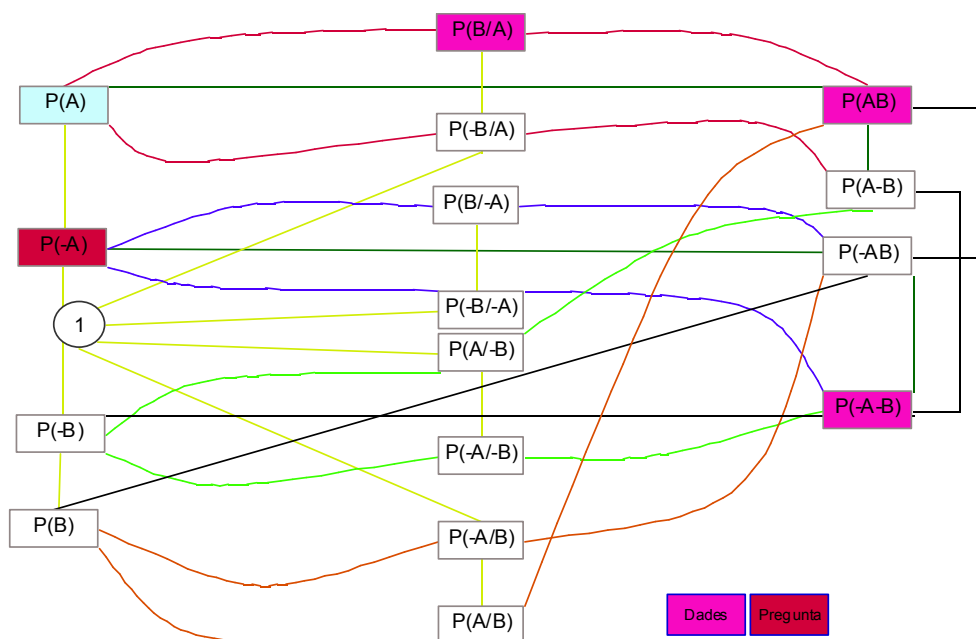 P(B/A)
P(A)
P(AB)
P(-B/A)
P(A-B)
P(B/-A)
P(-A)
P(-AB)
P(-B/-A)
1
P(A/-B)
P(-A-B)
P(-B)
P(-A/-B)
P(B)
P(-A/B)
P(A/B)
Dades
Pregunta